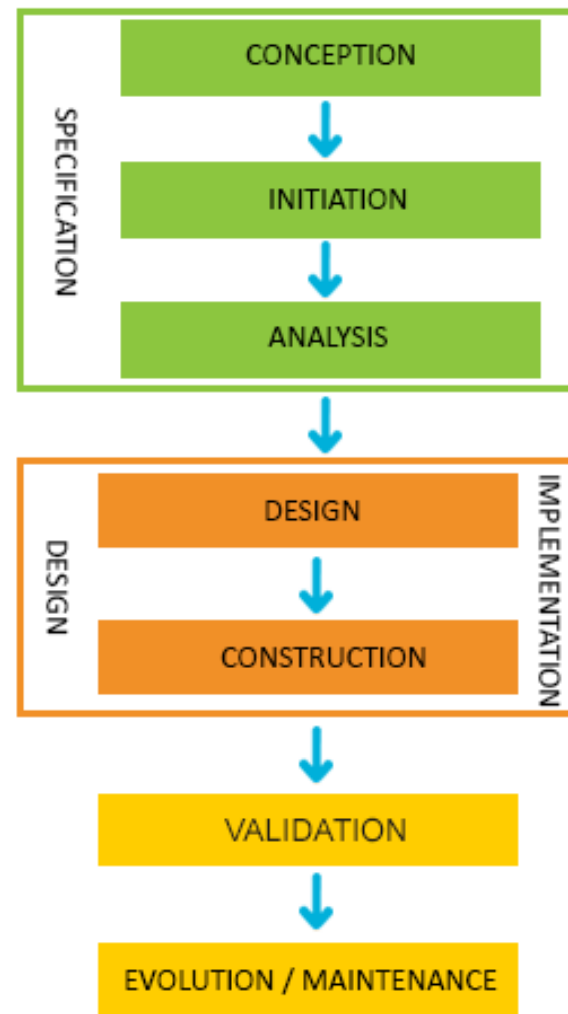 SPECIFICATION
CONCEPTION
INITIATION
ANALYSIS
DESIGN
DESIGN
CONSTRUCTION
IMPLEMENTATION
VALIDATION
EVOLUTION / MAINTENANCE